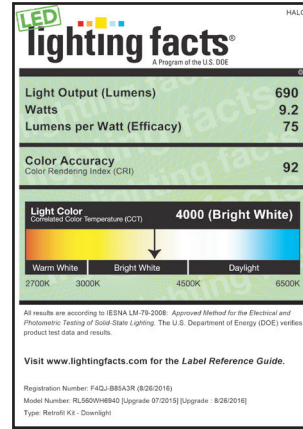 HALO
LED
lighting facts®
A Program of the U.S. DOE
Light Output (Lumens) 690
Watts 9.2
Lumens per Watt (Efficacy) 75
Color Accuracy
Color Rendering Index (CRI) 92
Light Color
Correlated Color Temperature (CCT) 4000 (Bright White)
Warm White Bright White Daylight
2700K 3000K 4500K 6500K
All results are according to IESNA LM-79-2008: Approved Method for the Electrical and
Photometric Testing of Solid-State Lighting. The U.S. Department of Energy (DOE) verifies
product test data and results.
Visit www.lightingfacts.com for the Label Reference Guide.
Registration Number: F4QJ-B85A3R (8/26/2016)
Model Number: RL560WH6940 [Upgrade 07/2015] [Upgrade : 8/26/2016]
Type: Retrofit Kit - Downlight